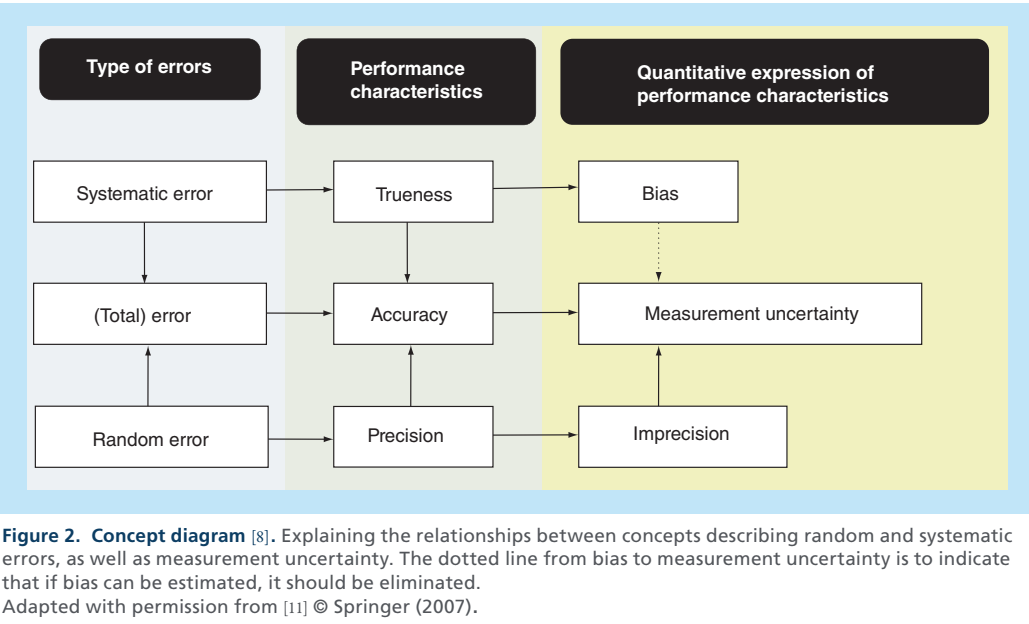 Type of errors
Performance
characteristics
Quantitative expression of
performance characteristics
Systematic error
Trueness
Bias
(Total) error
Accuracy
Measurement uncertainty
Random error
Precision
Imprecision
Figure 2. Concept diagram [8]. Explaining the relationships between concepts describing random and systematic
errors, as well as measurement uncertainty. The dotted line from bias to measurement uncertainty is to indicate
that if bias can be estimated, it should be eliminated.
Adapted with permission from [11] © Springer (2007).